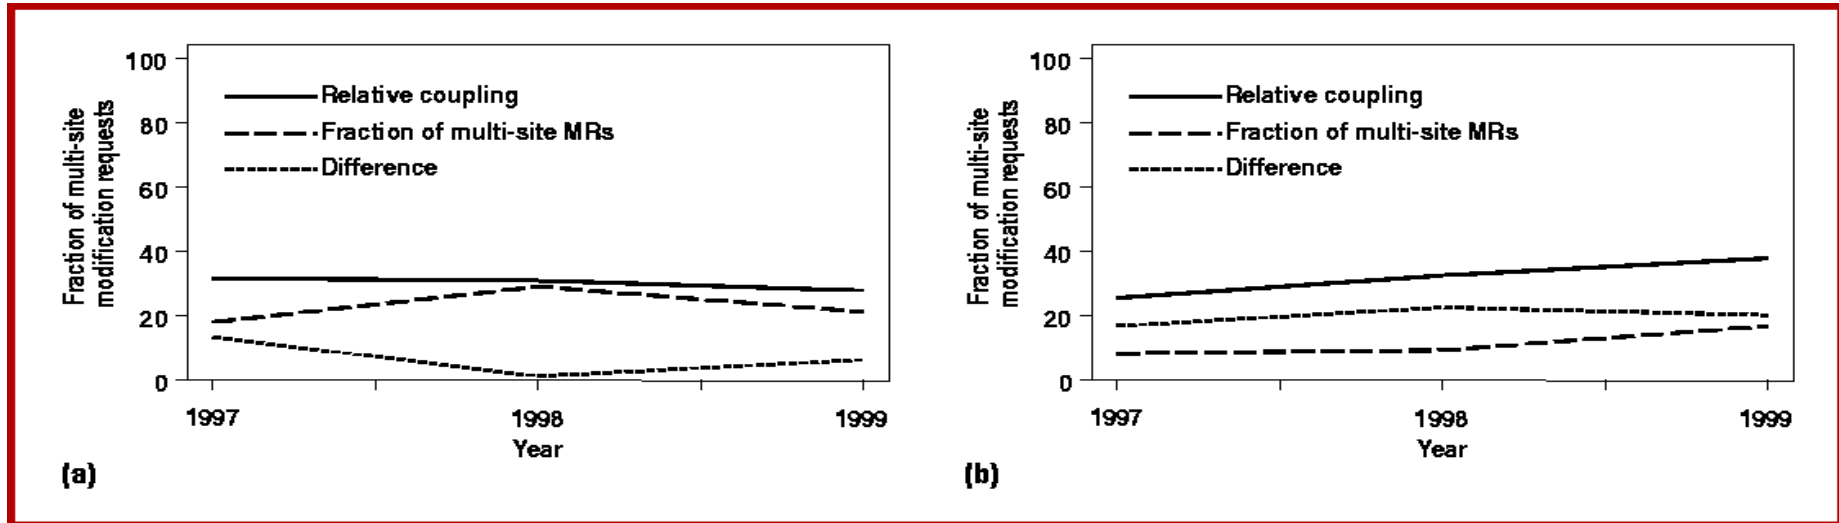 Fraction of multi-site
modification requests
100
80
60
40
20
0
Relative coupling
Fraction of multi-site MRs
Difference
1997
1998
1999
Year
(a)
Fraction of multi-site
modification requests
100
80
60
40
20
0
Relative coupling
Fraction of multi-site MRs
Difference
1997
1998
1999
Year
(b)